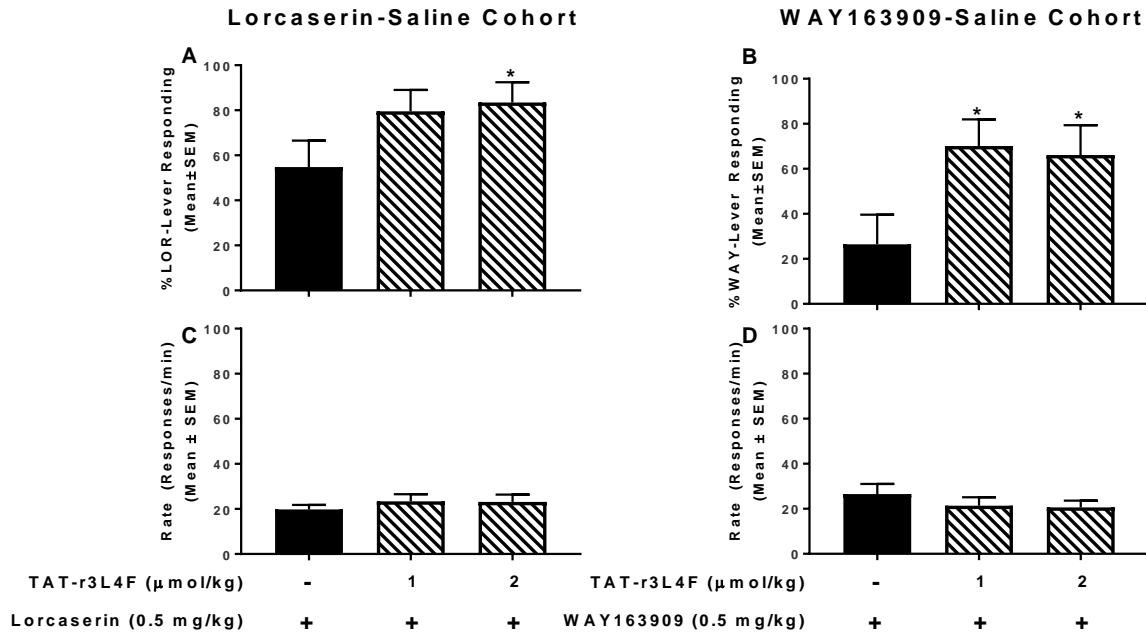 Lorcaserin-Saline Cohort
WAY163909-Saline Cohort
A
%LOR-Lever Responding
(Mean±SEM)
100
80
60
40
20
0
*
B
%WAY-Lever Responding
(Mean±SEM)
100
80
60
40
20
0
*
*
C
Rate (Responses/min)
(Mean ± SEM)
100
80
60
40
20
0
D
Rate (Responses/min)
(Mean ± SEM)
100
80
60
40
20
0
TAT-r3L4F (μmol/kg) - 1 2
Lorcaserin (0.5 mg/kg) + + +
TAT-r3L4F (μmol/kg) - 1 2
WAY163909 (0.5 mg/kg) + + +